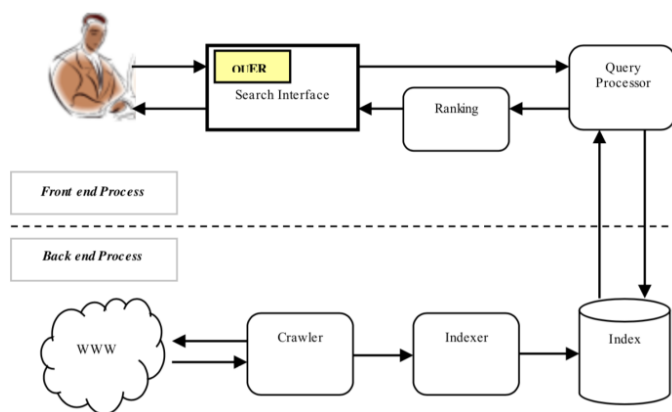 QUER
Search Interface
Ranking
Query
Processor
Front end Process
Back end Process
WWW
Crawler
Indexer
Index